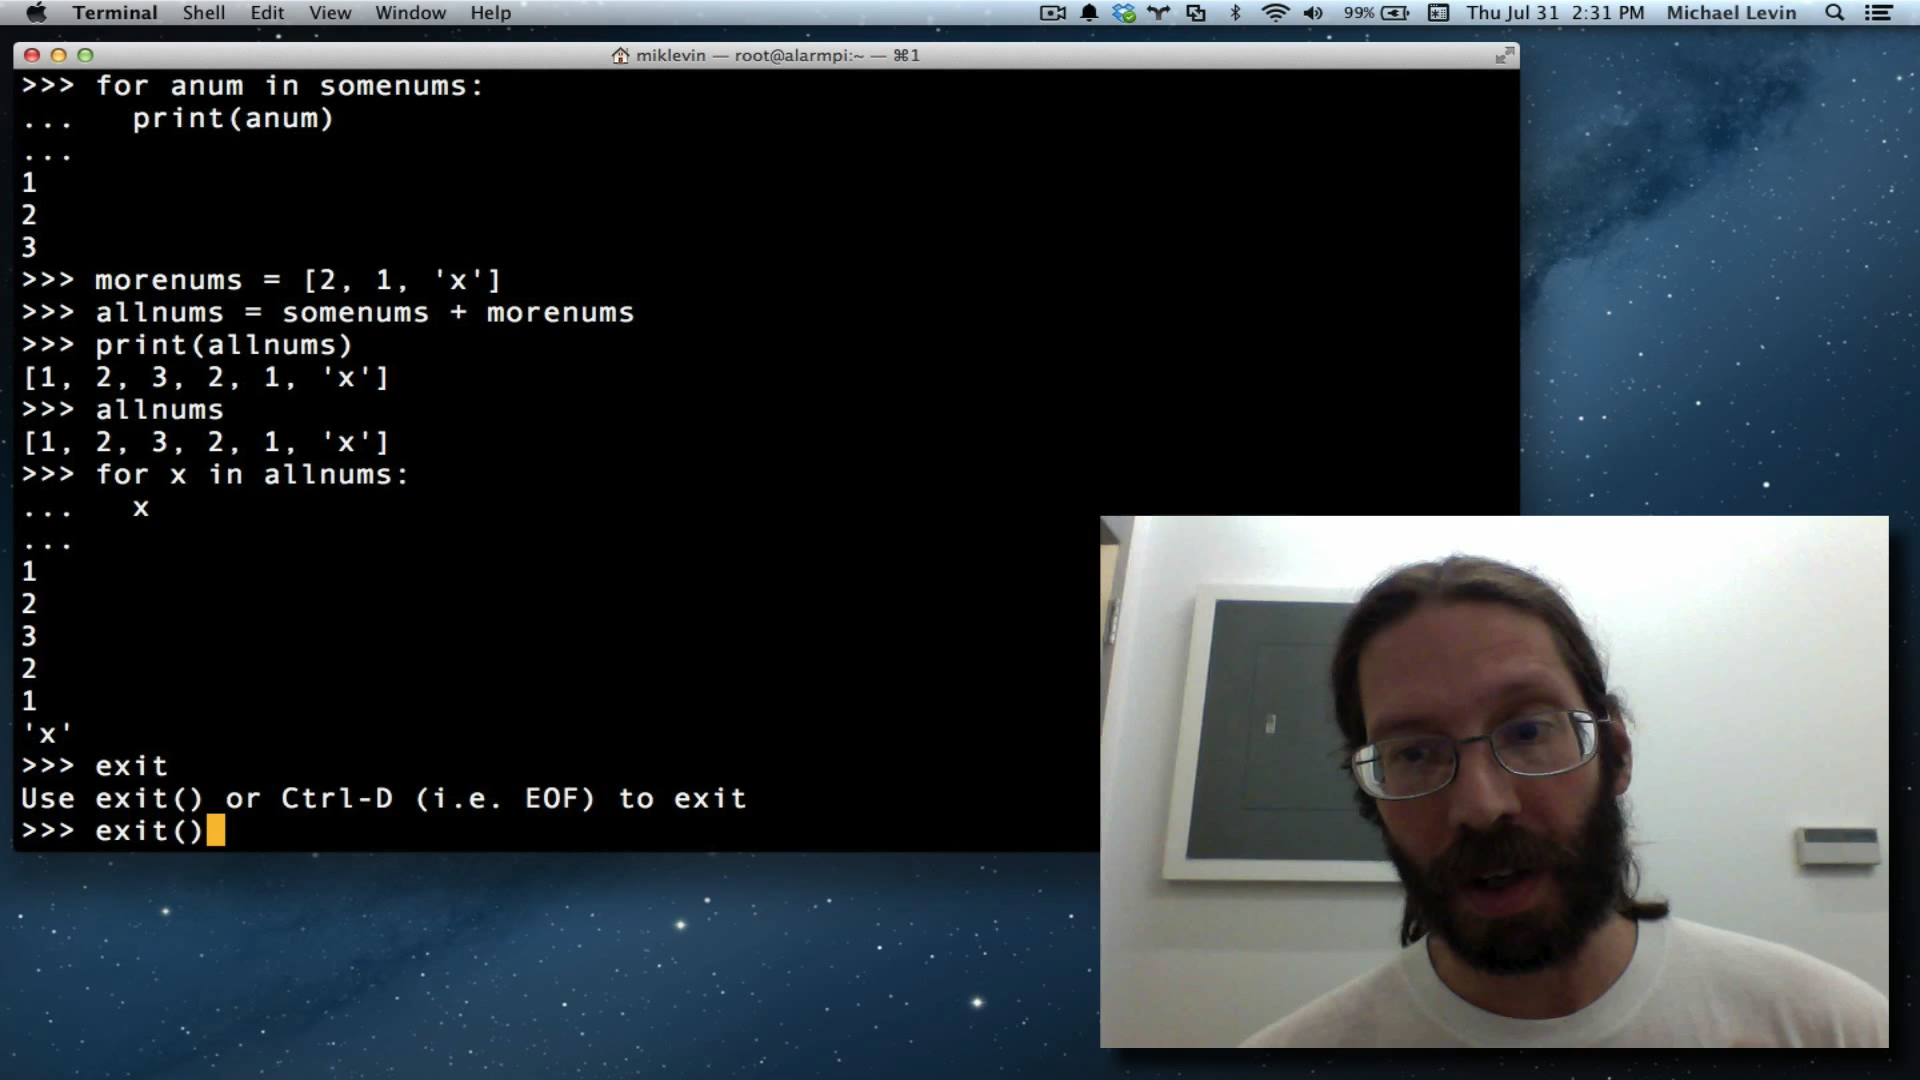 Terminal Shell Edit View Window Help 99% Thu Jul 31 2:31 PM Michael Levin
miklevin — root@alarmpi:~ — ⌘1
>>> for anum in somenums:
...   print(anum)
...
1
2
3
>>> morenums = [2, 1, 'x']
>>> allnums = somenums + morenums
>>> print(allnums)
[1, 2, 3, 2, 1, 'x']
>>> allnums
[1, 2, 3, 2, 1, 'x']
>>> for x in allnums:
...   x
...
1
2
3
2
1
'x'
>>> exit
Use exit() or Ctrl-D (i.e. EOF) to exit
>>> exit()